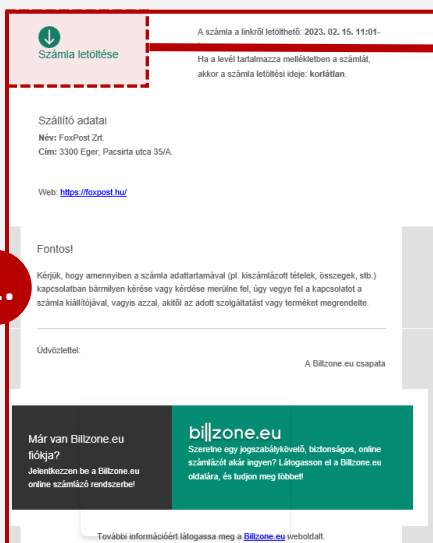 Számla letöltése
A számla a linkről letölthető: 2023. 02. 15. 11:01-
Ha a levél tartalmazza mellékletben a számlát,
akkor a számla letöltési ideje: korlátlan.
Szállító adatai
Név: FoxPost Zrt.
Cím: 3300 Eger, Pacsirta utca 35/A.
Web: https://foxpost.hu/
Fontos!
Kérjük, hogy amennyiben a számla adattartamával (pl. kiszámlázott tételek, összegek, stb.)
kapcsolatban bármilyen kérése vagy kérdése merülne fel, úgy vegye fel a kapcsolatot a
számla kiállítójával, vagyis azzal, akitől az adott szolgáltatást vagy terméket megrendelte.
Üdvözlettel:
A Billzone.eu csapata
Már van Billzone.eu
fiókja?
Jelentkezzen be a Billzone.eu
online számlázó rendszerbe!
billzone.eu
Szeretne egy jogszabálykövető, biztonságos, online
számlázót akár ingyen? Látogasson el a Billzone.eu
oldalára, és tudjon meg többet!
További információért látogassa meg a Billzone.eu weboldalt.